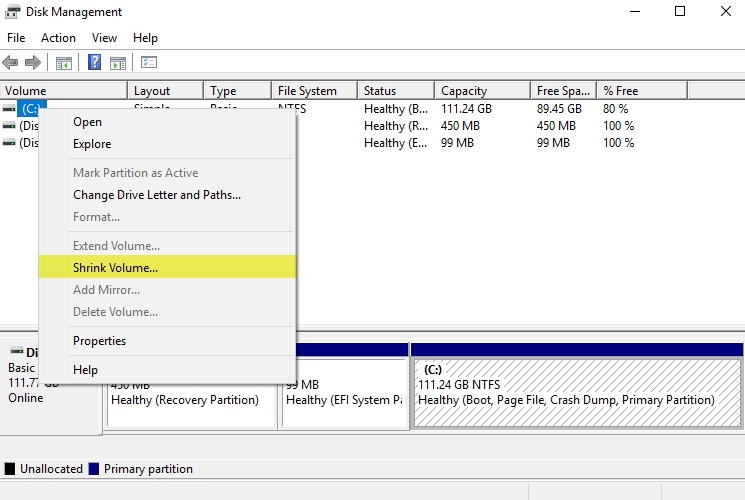 Disk Management
File Action View Help
Volume Layout Type File System Status Capacity Free Spa... % Free
(C:) Simple Basic NTFS Healthy (B... 111.24 GB 89.45 GB 80 %
(Dis Healthy (R... 450 MB 450 MB 100 %
(Dis Healthy (E... 99 MB 99 MB 100 %
Open
Explore
Mark Partition as Active
Change Drive Letter and Paths...
Format...
Extend Volume...
Shrink Volume...
Add Mirror...
Delete Volume...
Properties
Help
Di
Basic
111.77 GB
Online
450 MB
Healthy (Recovery Partition)
99 MB
Healthy (EFI System Pa
(C:)
111.24 GB NTFS
Healthy (Boot, Page File, Crash Dump, Primary Partition)
Unallocated Primary partition